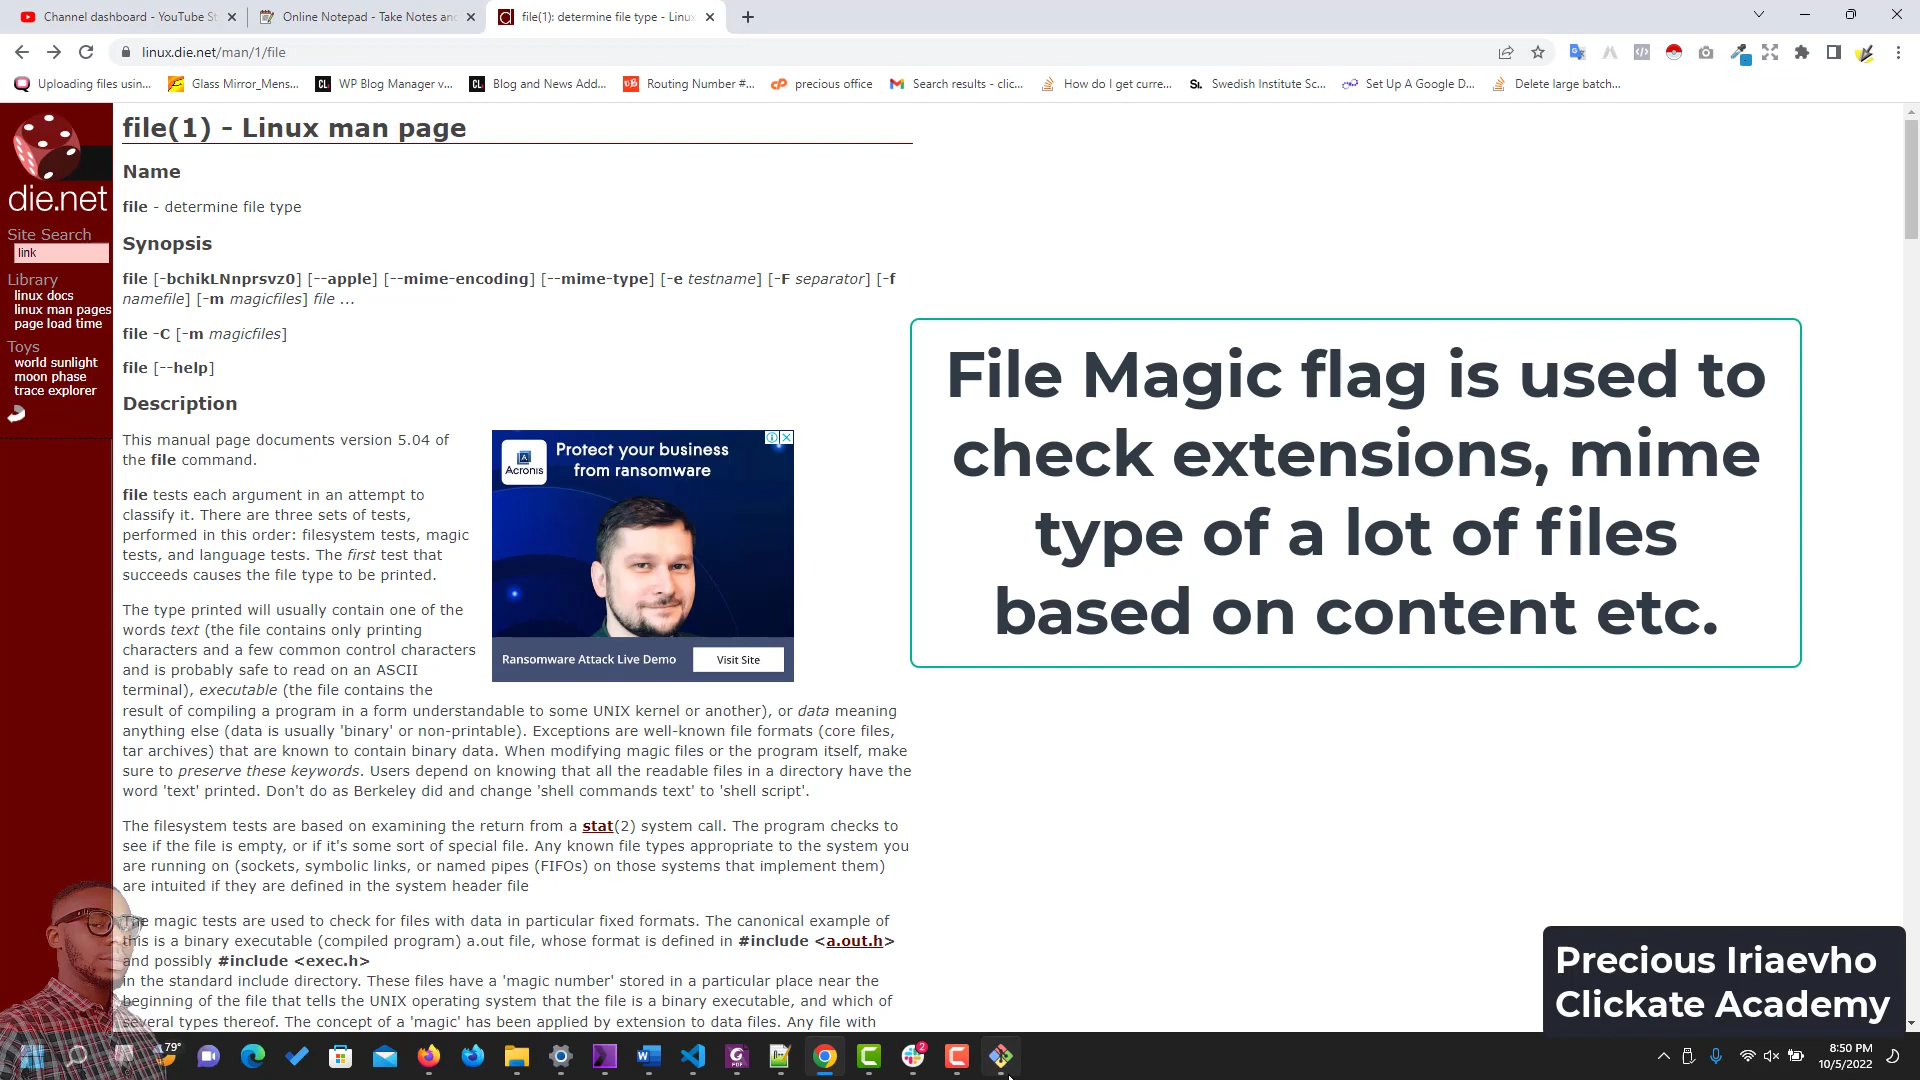 Channel dashboard - YouTube St
Online Notepad - Take Notes and
file(1): determine file type - Linux
linux.die.net/man/1/file
Uploading files usin...
Glass Mirror_Mens...
WP Blog Manager v...
Blog and News Add...
Routing Number #...
precious office
Search results - clic...
How do I get curre...
Swedish Institute Sc...
Set Up A Google D...
Delete large batch...
die.net
Site Search
link
Library
linux docs
linux man pages
page load time
Toys
world sunlight
moon phase
trace explorer
file(1) - Linux man page
Name
file - determine file type
Synopsis
file [-bchikLNnprsvz0] [--apple] [--mime-encoding] [--mime-type] [-e testname] [-F separator] [-f
namefile] [-m magicfiles] file ...
file -C [-m magicfiles]
file [--help]
Description
This manual page documents version 5.04 of
the file command.
file tests each argument in an attempt to
classify it. There are three sets of tests,
performed in this order: filesystem tests, magic
tests, and language tests. The first test that
succeeds causes the file type to be printed.
The type printed will usually contain one of the
words text (the file contains only printing
characters and a few common control characters
and is probably safe to read on an ASCII
terminal), executable (the file contains the
result of compiling a program in a form understandable to some UNIX kernel or another), or data meaning
anything else (data is usually 'binary' or non-printable). Exceptions are well-known file formats (core files,
tar archives) that are known to contain binary data. When modifying magic files or the program itself, make
sure to preserve these keywords. Users depend on knowing that all the readable files in a directory have the
word 'text' printed. Don't do as Berkeley did and change 'shell commands text' to 'shell script'.
The filesystem tests are based on examining the return from a stat(2) system call. The program checks to
see if the file is empty, or if it's some sort of special file. Any known file types appropriate to the system you
are running on (sockets, symbolic links, or named pipes (FIFOs) on those systems that implement them)
are intuited if they are defined in the system header file
The magic tests are used to check for files with data in particular fixed formats. The canonical example of
this is a binary executable (compiled program) a.out file, whose format is defined in #include <a.out.h>
and possibly #include <exec.h>
in the standard include directory. These files have a 'magic number' stored in a particular place near the
beginning of the file that tells the UNIX operating system that the file is a binary executable, and which of
several types thereof. The concept of a 'magic' has been applied by extension to data files. Any file with
Acronis
Protect your business
from ransomware
Ransomware Attack Live Demo
Visit Site
File Magic flag is used to
check extensions, mime
type of a lot of files
based on content etc.
Precious Iriaevho
Clickate Academy
79°
2
8:50 PM
10/5/2022